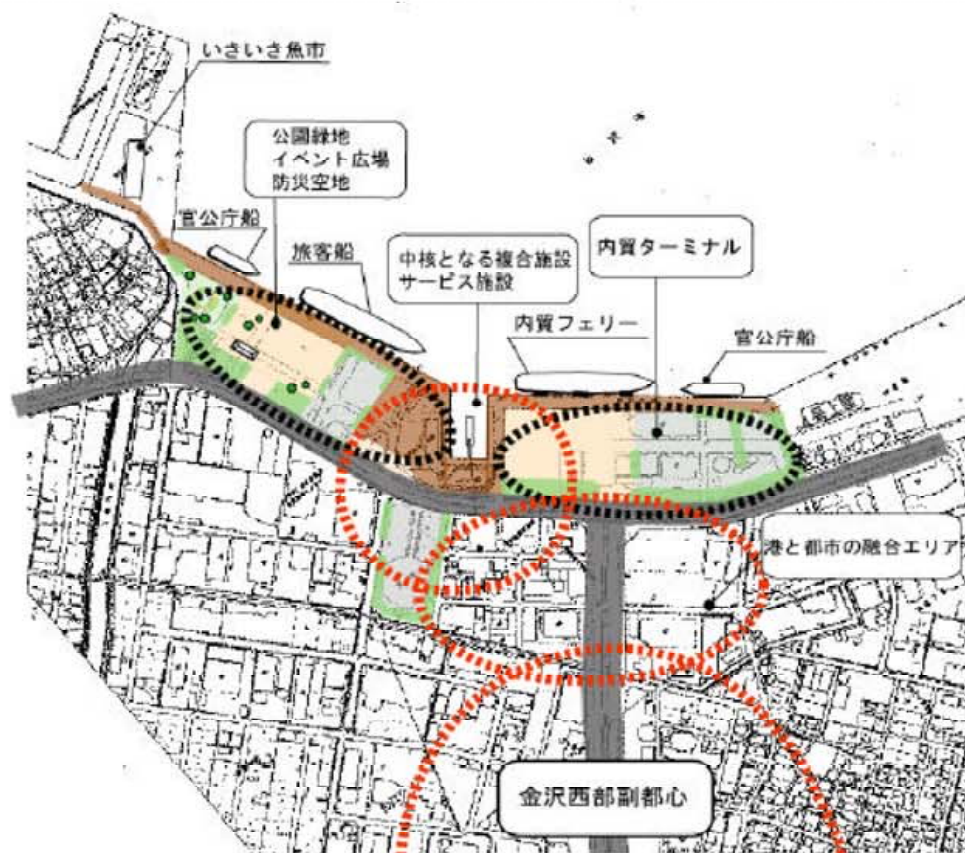 いきいき魚市
公園緑地
イベント広場
防災空地
官公庁船
旅客船
中核となる複合施設
サービス施設
内貿ターミナル
内貿フェリー
官公庁船
港と都市の融合エリア
金沢西部副都心